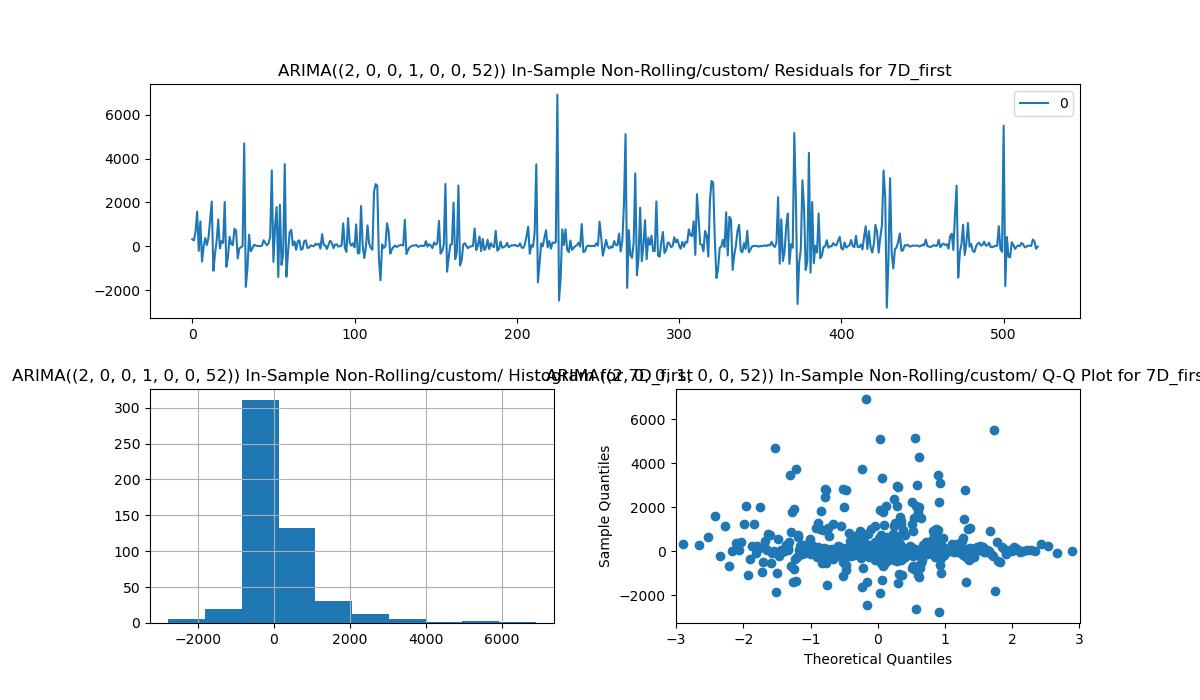 ARIMA((2, 0, 0, 1, 0, 0, 52)) In-Sample Non-Rolling/custom/ Residuals for 7D_first
0
6000
4000
2000
0
−2000
0 100 200 300 400 500
ARIMA((2, 0, 0, 1, 0, 0, 52)) In-Sample Non-Rolling/custom/ Histogram for 7D_first
300
250
200
150
100
50
0
−2000 0 2000 4000 6000
ARIMA((2, 0, 0, 1, 0, 0, 52)) In-Sample Non-Rolling/custom/ Q-Q Plot for 7D_firs
Sample Quantiles
6000
4000
2000
0
−2000
−3 −2 −1 0 1 2 3
Theoretical Quantiles